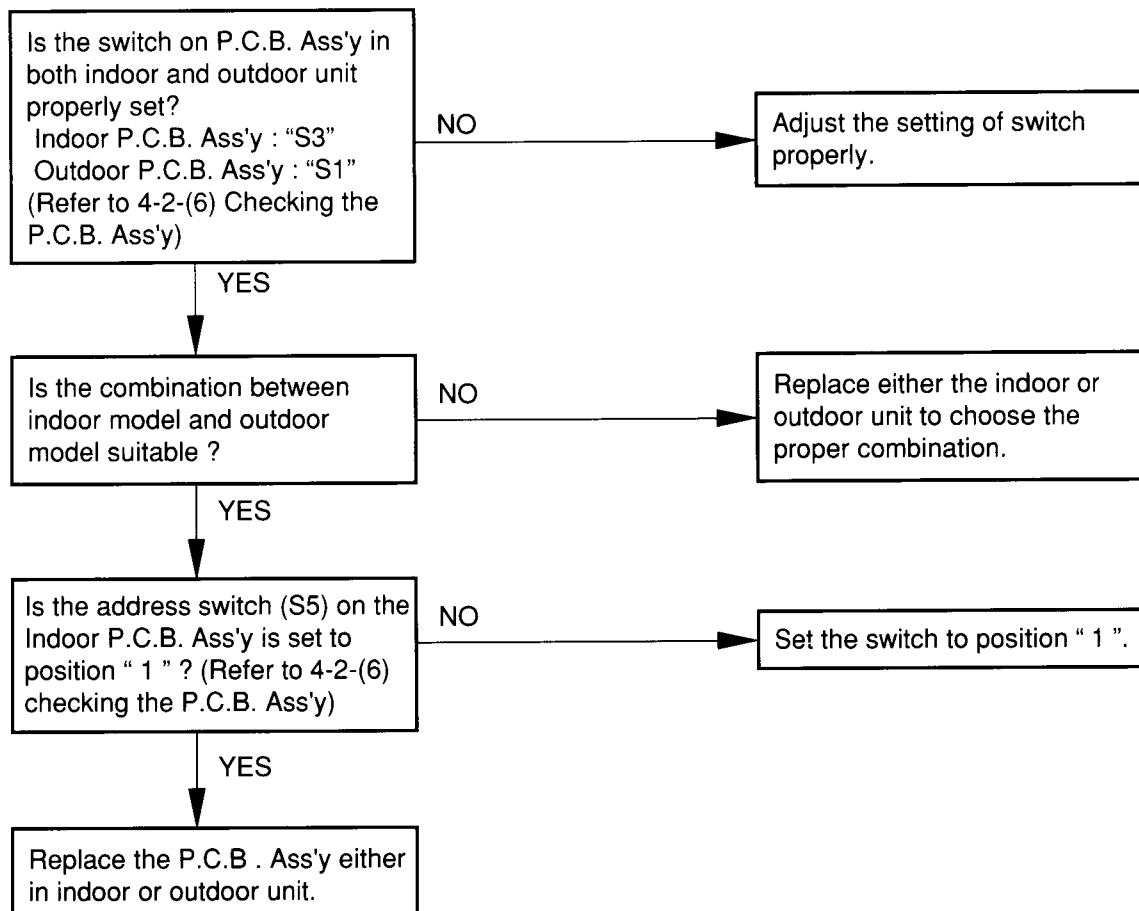 Is the switch on P.C.B. Ass'y in
both indoor and outdoor unit
properly set?
Indoor P.C.B. Ass'y : “S3”
Outdoor P.C.B. Ass'y : “S1”
(Refer to 4-2-(6) Checking the
P.C.B. Ass'y)
NO
Adjust the setting of switch
properly.
YES
Is the combination between
indoor model and outdoor
model suitable ?
NO
Replace either the indoor or
outdoor unit to choose the
proper combination.
YES
Is the address switch (S5) on the
Indoor P.C.B. Ass'y is set to
position “ 1 ” ? (Refer to 4-2-(6)
checking the P.C.B. Ass'y)
NO
Set the switch to position “ 1 ”.
YES
Replace the P.C.B . Ass'y either
in indoor or outdoor unit.